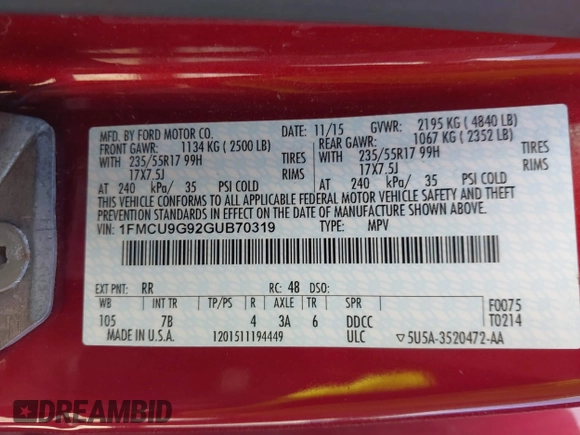 MFD. BY FORD MOTOR CO. DATE: 11/15 GVWR: 2195 KG ( 4840 LB)
FRONT GAWR: 1134 KG ( 2500 LB) REAR GAWR: 1067 KG ( 2352 LB)
WITH 235/55R17 99H TIRES WITH 235/55R17 99H TIRES
17X7.5J RIMS 17X7.5J RIMS
AT 240 kPa/ 35 PSI COLD AT 240 kPa/ 35 PSI COLD
THIS VEHICLE CONFORMS TO ALL APPLICABLE FEDERAL MOTOR VEHICLE SAFETY AND THEFT
PREVENTION STANDARDS IN EFFECT ON THE DATE OF MANUFACTURE SHOWN ABOVE.
VIN: 1FMCU9G92GUB70319 TYPE: MPV
EXT PNT: RR RC: 48 DSO:
WB INT TR TP/PS R AXLE TR SPR F0075
105 7B 4 3A 6 DDCC T0214
MADE IN U.S.A. 1201511194449 ULC ▽5U5A-3520472-AA
DREAMBID